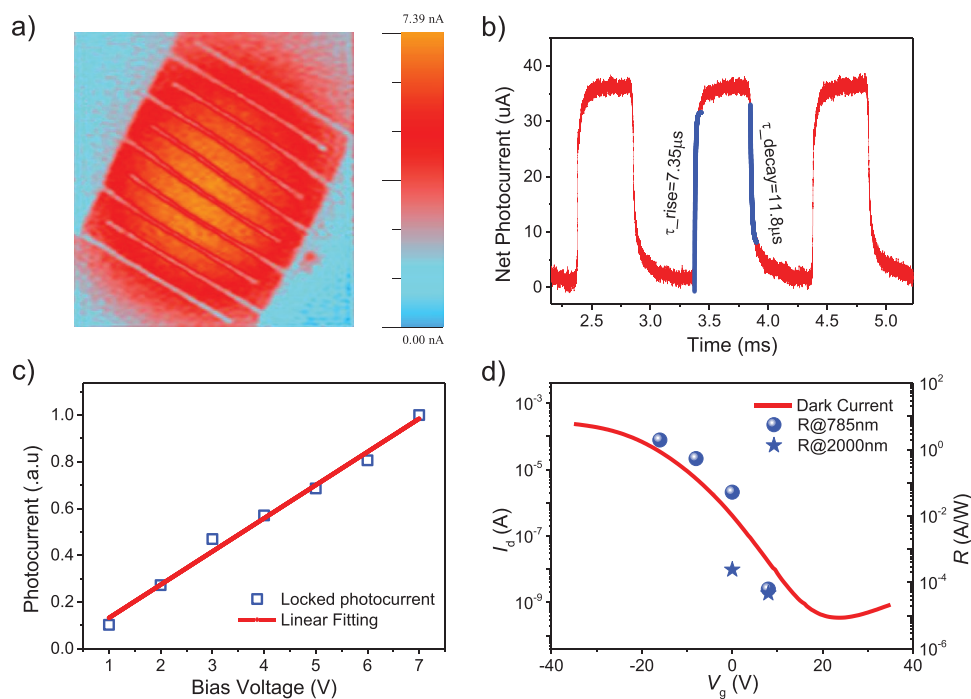 a)
7.39 nA
0.00 nA
b)
Net Photocurrent (uA)
40
30
20
10
0
τ_rise=7.35µs
τ_decay=11.8µs
2.5 3.0 3.5 4.0 4.5 5.0
Time (ms)
c)
Photocurrent (.a.u)
1.0
0.8
0.6
0.4
0.2
0.0
Locked photocurrent
Linear Fitting
1 2 3 4 5 6 7
Bias Voltage (V)
d)
I_d (A)
10^-3
10^-5
10^-7
10^-9
Dark Current
R@785nm
R@2000nm
10^2
10^0
10^-2
10^-4
10^-6
R (A/W)
-40 -20 0 20 40
V_g (V)